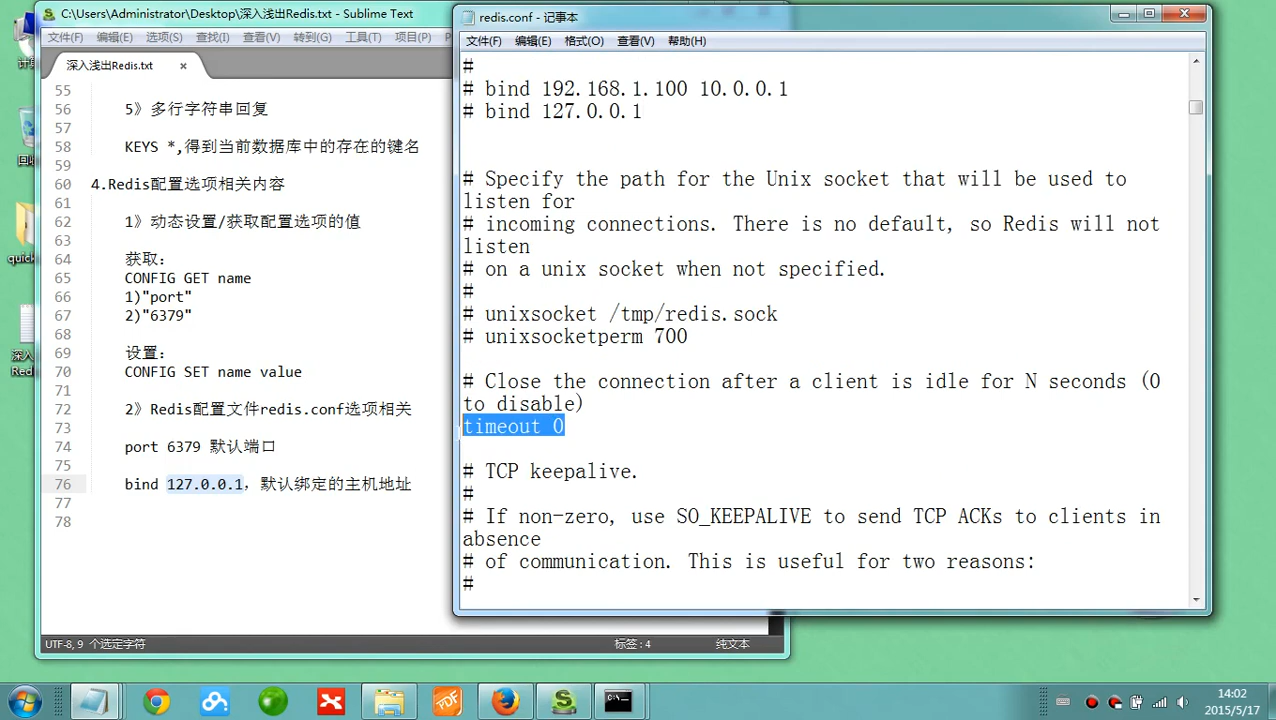 C:\Users\Administrator\Desktop\深入浅出Redis.txt - Sublime Text
文件(F) 编辑(E) 选项(S) 查找(I) 查看(V) 转到(G) 工具(T) 项目(P)
深入浅出Redis.txt ×
55
56 5》多行字符串回复
57
58 KEYS *,得到当前数据库中的存在的键名
59
60 4.Redis配置选项相关内容
61
62 1》动态设置/获取配置选项的值
63
64 获取:
65 CONFIG GET name
66 1)"port"
67 2)"6379"
68
69 设置:
70 CONFIG SET name value
71
72 2》Redis配置文件redis.conf选项相关
73
74 port 6379 默认端口
75
76 bind 127.0.0.1，默认绑定的主机地址
77
78
UTF-8, 9 个选定字符 标签: 4 纯文本
redis.conf - 记事本
文件(F) 编辑(E) 格式(O) 查看(V) 帮助(H)
#
# bind 192.168.1.100 10.0.0.1
# bind 127.0.0.1
# Specify the path for the Unix socket that will be used to
listen for
# incoming connections. There is no default, so Redis will not
listen
# on a unix socket when not specified.
#
# unixsocket /tmp/redis.sock
# unixsocketperm 700
# Close the connection after a client is idle for N seconds (0
to disable)
timeout 0
# TCP keepalive.
#
# If non-zero, use SO_KEEPALIVE to send TCP ACKs to clients in
absence
# of communication. This is useful for two reasons:
#
回收
quick
深入
Red
PDF
14:02
2015/5/17